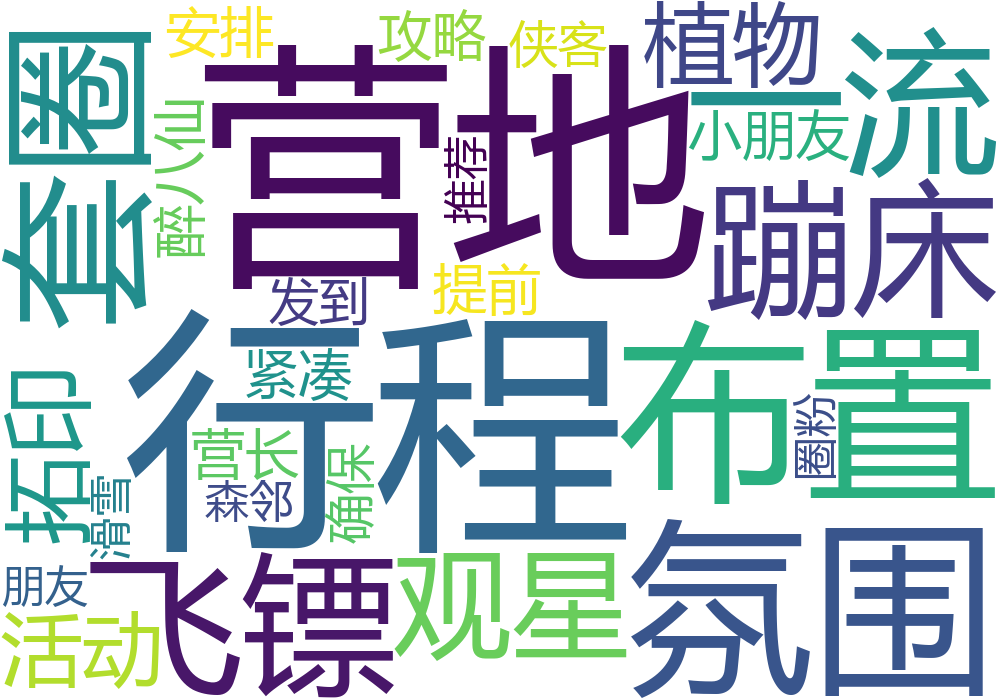 安排
攻略
侠客
植物
套圈
营地
一流
小朋友
醉八仙
推荐
蹦床
发到
提前
行程
布置
紧凑
拓印
营长
确保
圈粉
森邻
滑雪
氛围
朋友
飞镖
观星
活动